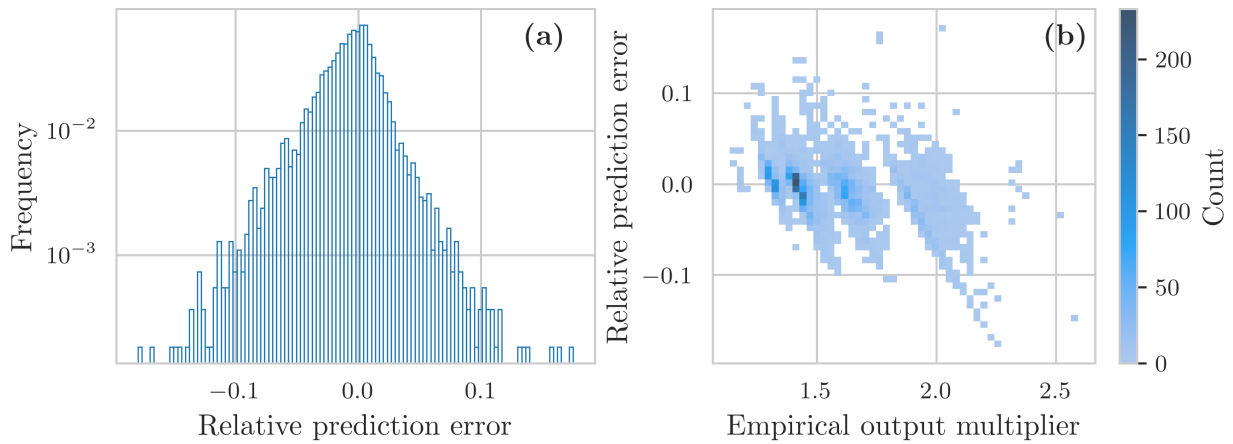 (a)
Frequency
10⁻²
10⁻³
−0.1
0.0
0.1
Relative prediction error
(b)
Relative prediction error
0.1
0.0
−0.1
1.5
2.0
2.5
Empirical output multiplier
200
150
100
50
0
Count